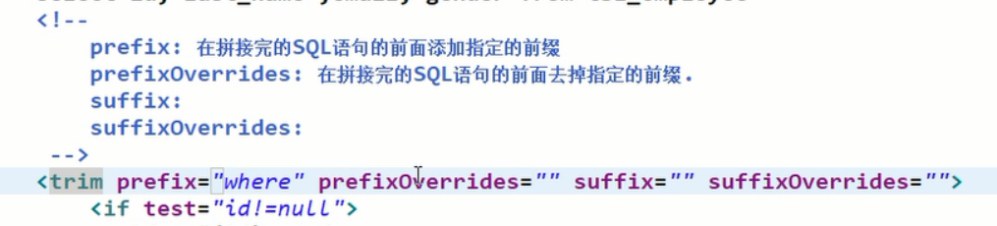 <!--
prefix: 在拼接完的SQL语句的前面添加指定的前缀
prefixOverrides: 在拼接完的SQL语句的前面去掉指定的前缀.
suffix:
suffixOverrides:
-->
<trim prefix="where" prefixOverrides="" suffix="" suffixOverrides="">
<if test="id!=null">